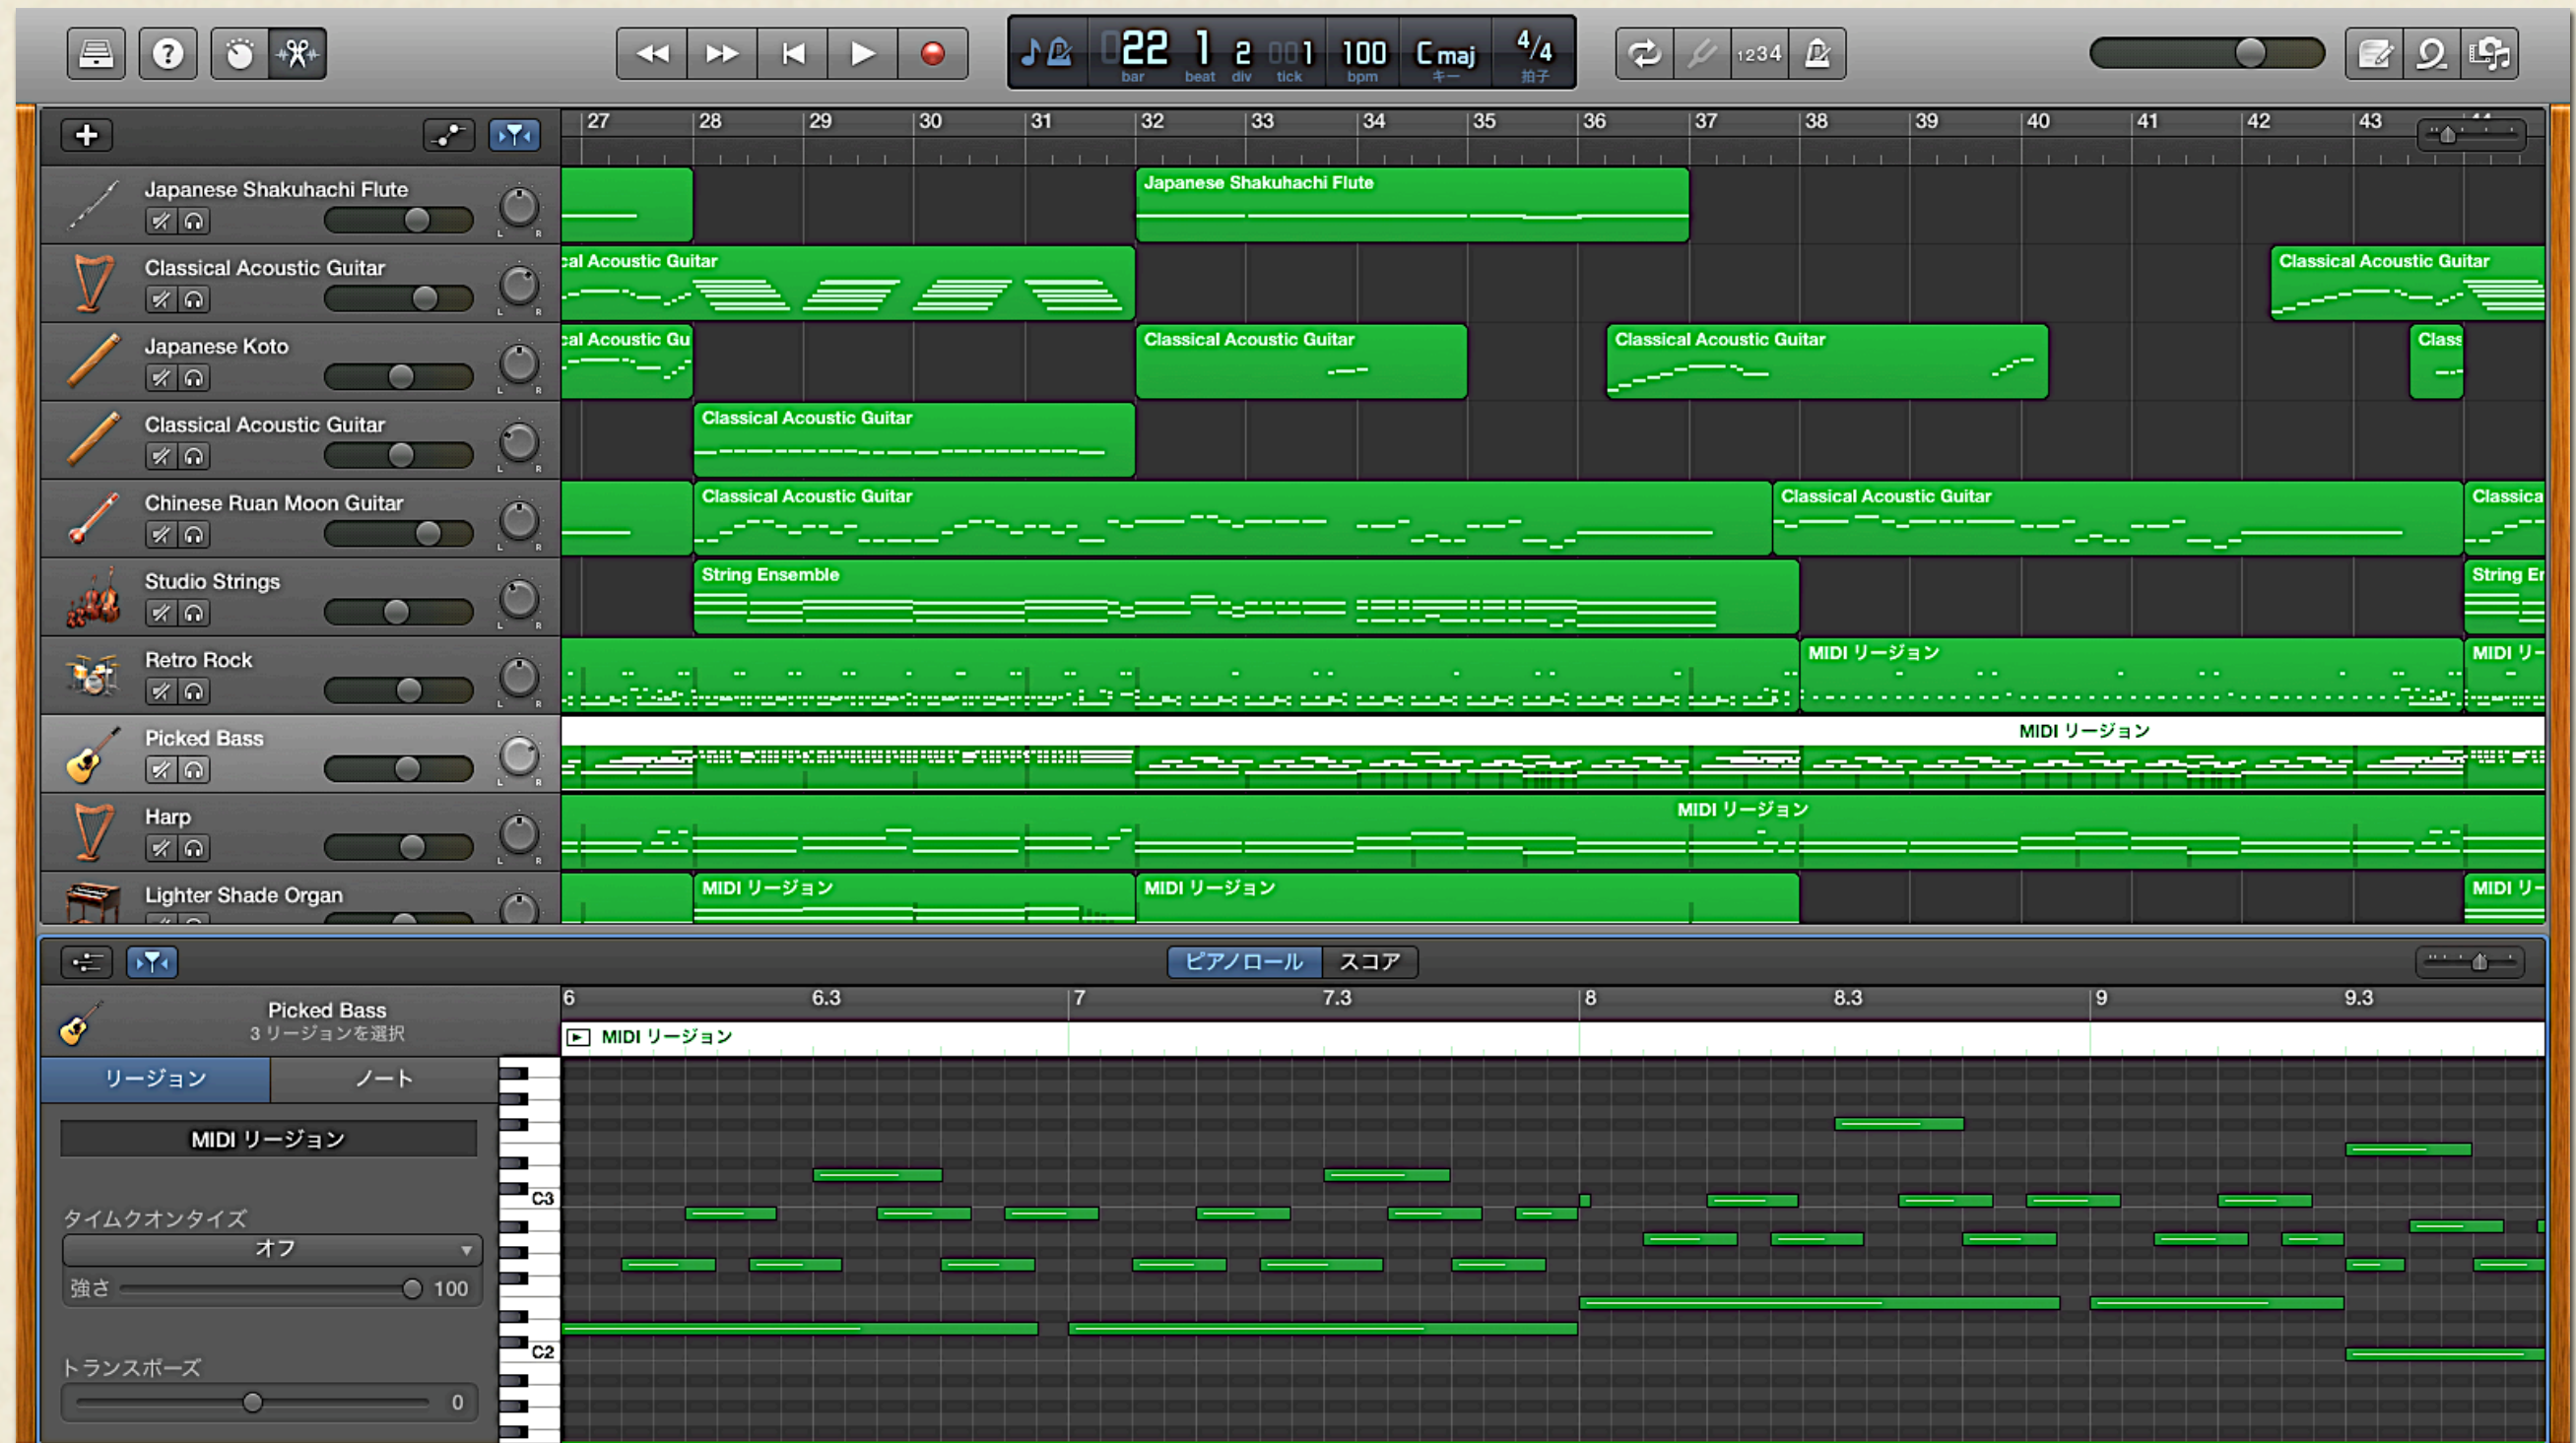 022 1 2 001 100 Cmaj 4/4
bar beat div tick bpm キー 拍子
1234
27 28 29 30 31 32 33 34 35 36 37 38 39 40 41 42 43 44
Japanese Shakuhachi Flute
L R
Japanese Shakuhachi Flute
Classical Acoustic Guitar
L R
cal Acoustic Guitar
Classical Acoustic Guitar
Japanese Koto
L R
cal Acoustic Gu
Classical Acoustic Guitar
Classical Acoustic Guitar
Class
Classical Acoustic Guitar
L R
Classical Acoustic Guitar
Chinese Ruan Moon Guitar
L R
Classical Acoustic Guitar
Classical Acoustic Guitar
Classica
Studio Strings
L R
String Ensemble
String Er
Retro Rock
L R
MIDI リージョン
MIDI リー
Picked Bass
L R
MIDI リージョン
Harp
L R
MIDI リージョン
Lighter Shade Organ
MIDI リージョン
MIDI リージョン
MIDI リー
ピアノロール スコア
Picked Bass
3 リージョンを選択
6 6.3 7 7.3 8 8.3 9 9.3
MIDI リージョン
リージョン ノート
MIDI リージョン
タイムクオンタイズ
オフ
強さ 100
トランスポーズ
0
C3
C2